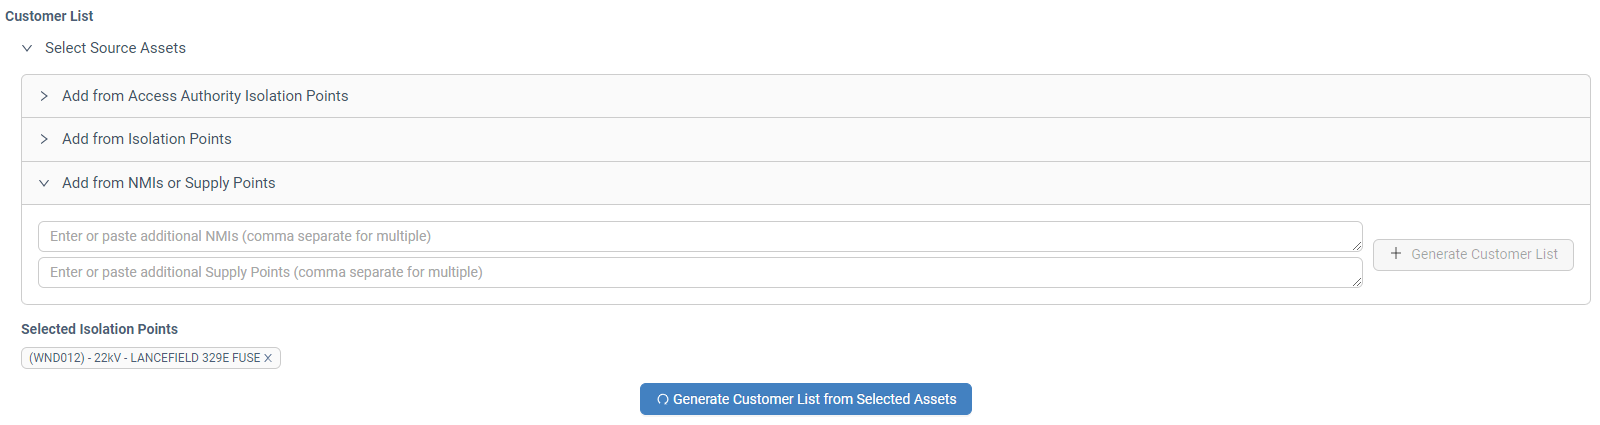 Customer List
Select Source Assets
Add from Access Authority Isolation Points
Add from Isolation Points
Add from NMIs or Supply Points
Enter or paste additional NMIs (comma separate for multiple)
Enter or paste additional Supply Points (comma separate for multiple)
Generate Customer List
Selected Isolation Points
(WND012) - 22kV - LANCEFIELD 329E FUSE
Generate Customer List from Selected Assets